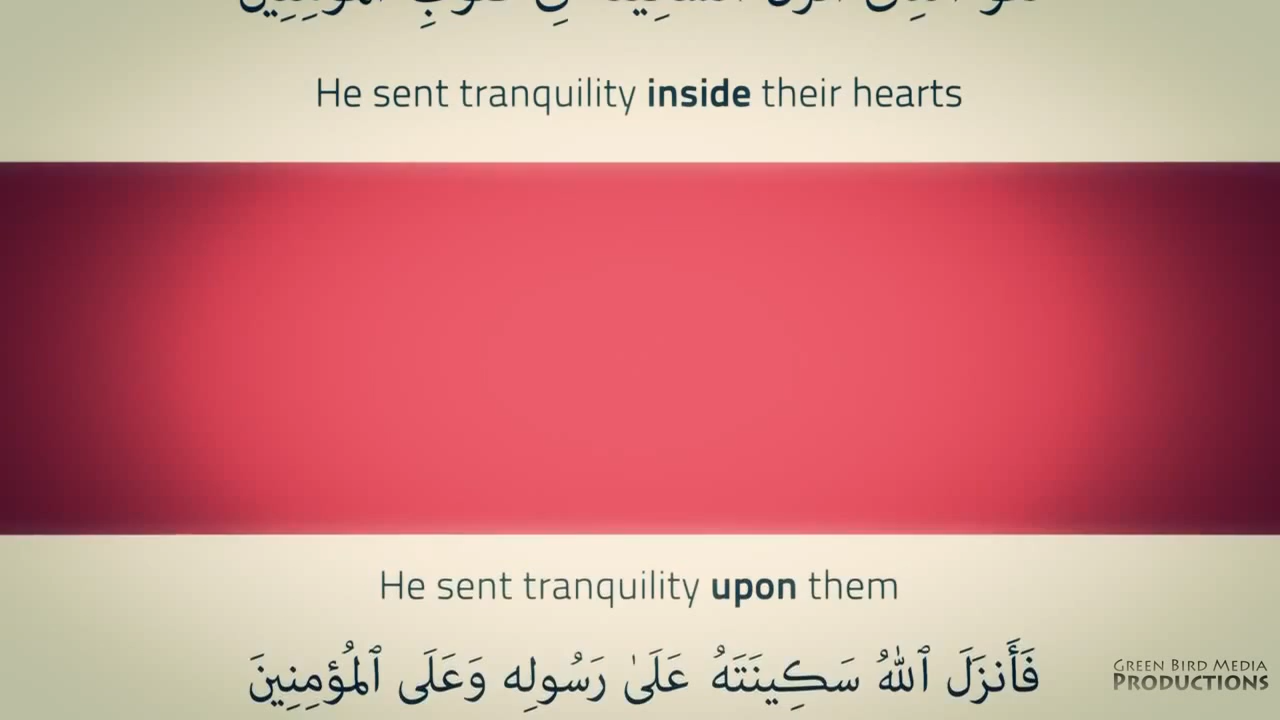 He sent tranquility inside their hearts
He sent tranquility upon them
فَأَنزَلَ ٱللَّهُ سَكِينَتَهُ عَلَىٰ رَسُولِه وَعَلَى ٱلْمُؤمِنِينَ
GREEN BIRD MEDIA
PRODUCTIONS